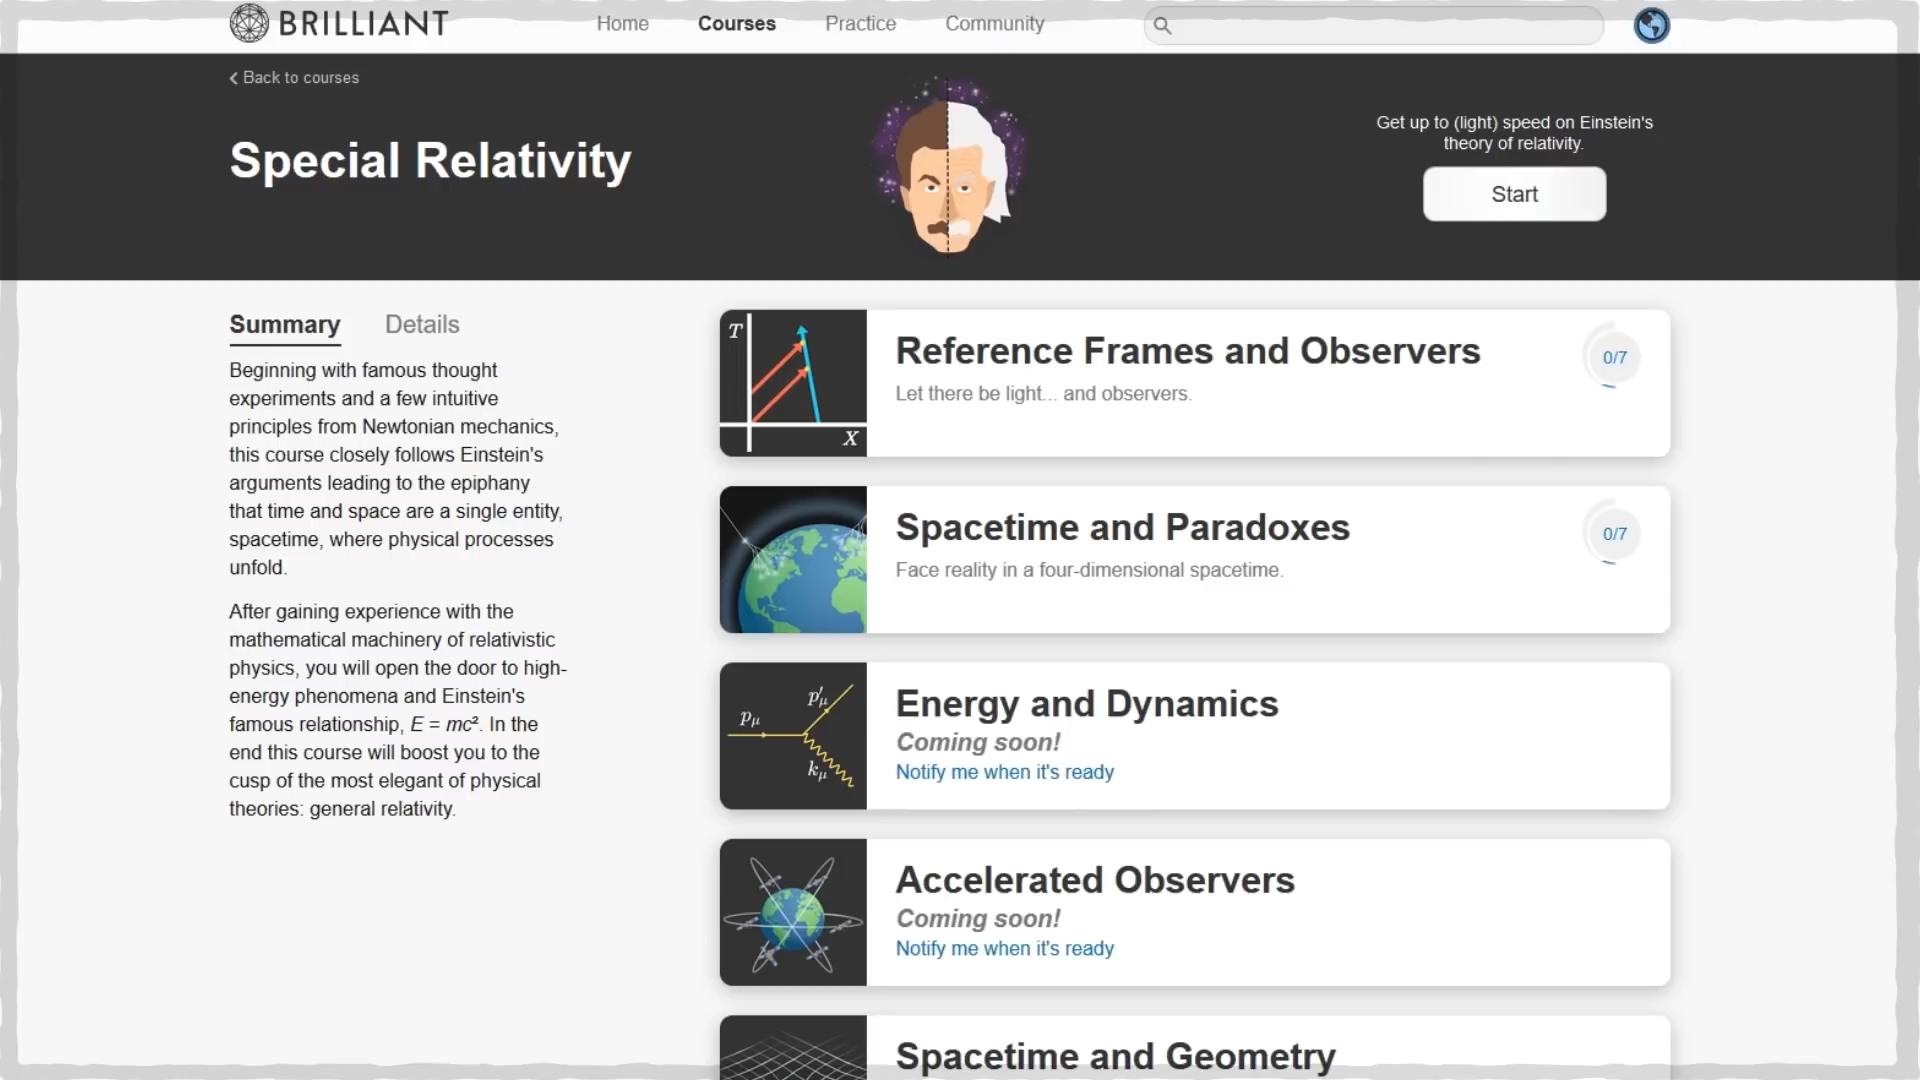 BRILLIANT
Home
Courses
Practice
Community
Back to courses
Special Relativity
Get up to (light) speed on Einstein's
theory of relativity.
Start
Summary
Details
Beginning with famous thought
experiments and a few intuitive
principles from Newtonian mechanics,
this course closely follows Einstein's
arguments leading to the epiphany
that time and space are a single entity,
spacetime, where physical processes
unfold.
After gaining experience with the
mathematical machinery of relativistic
physics, you will open the door to high-
energy phenomena and Einstein's
famous relationship, E = mc². In the
end this course will boost you to the
cusp of the most elegant of physical
theories: general relativity.
T
X
Reference Frames and Observers
Let there be light... and observers.
0/7
Spacetime and Paradoxes
Face reality in a four-dimensional spacetime.
0/7
pμ
p′μ
kμ
Energy and Dynamics
Coming soon!
Notify me when it's ready
Accelerated Observers
Coming soon!
Notify me when it's ready
Spacetime and Geometry